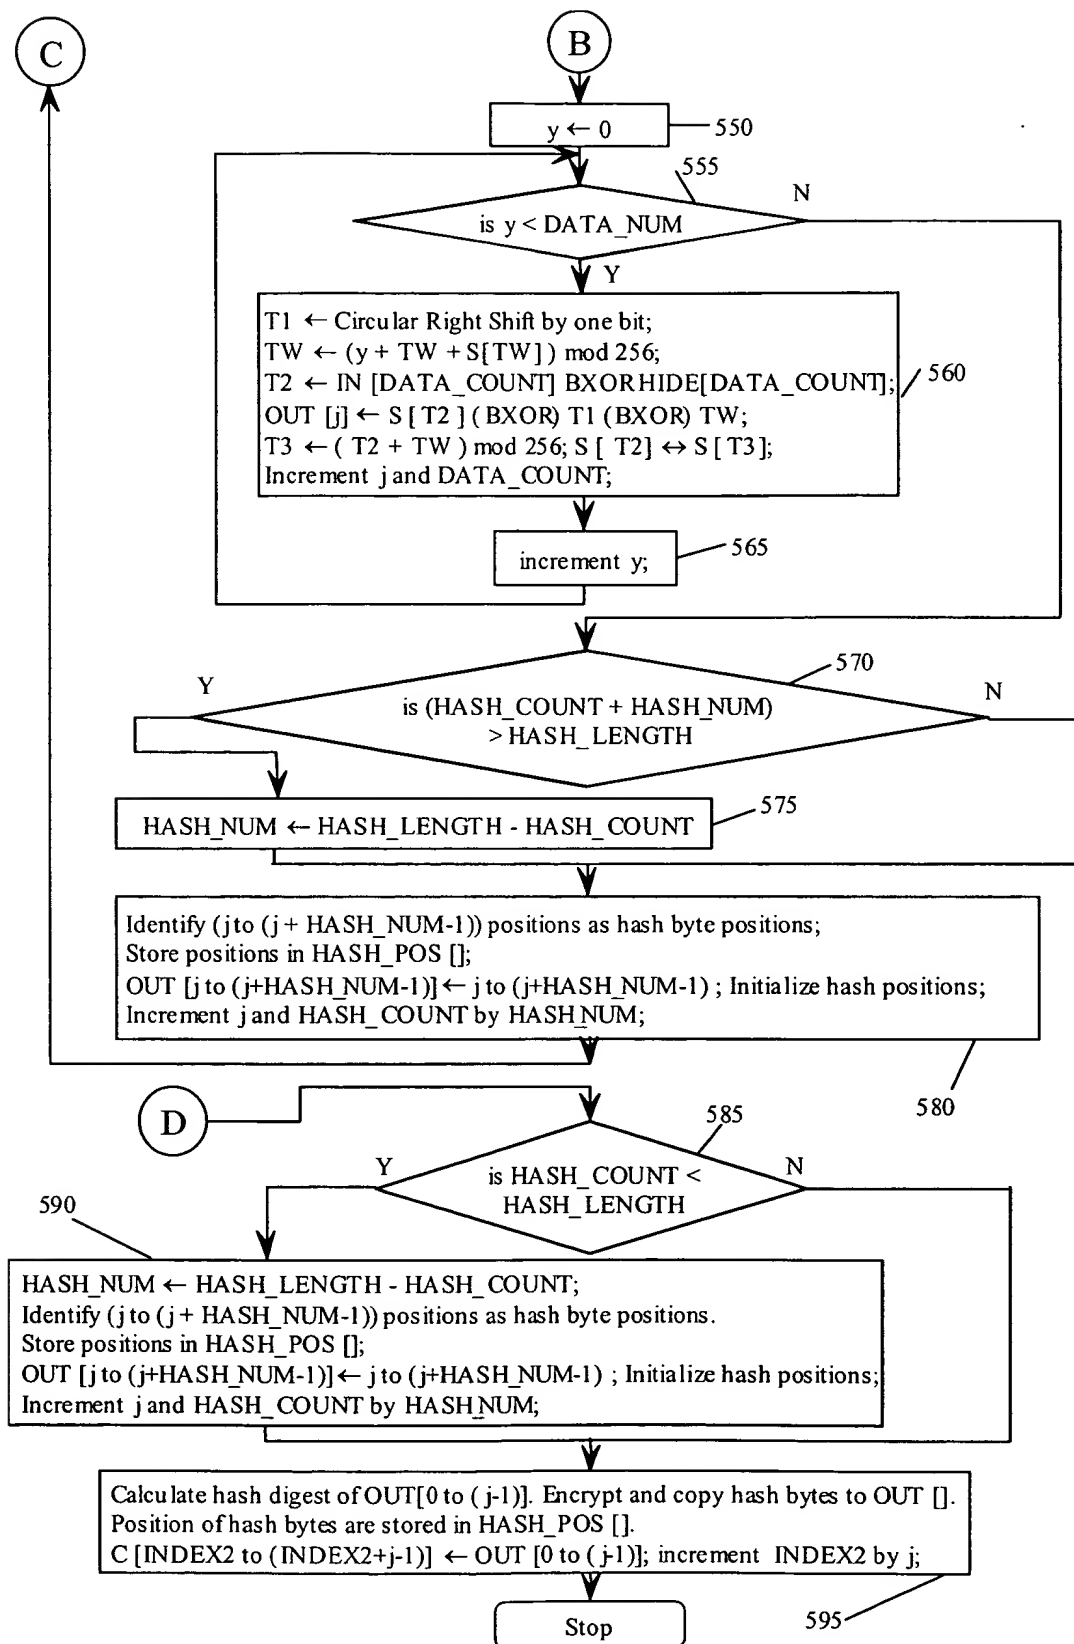 C
B
y ← 0
550
555
N
is y < DATA_NUM
Y
T1 ← Circular Right Shift by one bit;
TW ← (y + TW + S[TW]) mod 256;
T2 ← IN [DATA_COUNT] BXORHIDE[DATA_COUNT];
OUT [j] ← S [ T2 ] (BXOR) T1 (BXOR) TW;
T3 ← ( T2 + TW ) mod 256; S [ T2] ↔ S [ T3];
Increment j and DATA_COUNT;
560
increment y;
565
570
Y
N
is (HASH_COUNT + HASH_NUM)
> HASH_LENGTH
HASH_NUM ← HASH_LENGTH - HASH_COUNT
575
Identify (j to (j + HASH_NUM-1)) positions as hash byte positions;
Store positions in HASH_POS [];
OUT [j to (j+HASH_NUM-1)] ← j to (j+HASH_NUM-1) ; Initialize hash positions;
Increment j and HASH_COUNT by HASH_NUM;
580
D
585
Y
N
is HASH_COUNT <
HASH_LENGTH
590
HASH_NUM ← HASH_LENGTH - HASH_COUNT;
Identify (j to (j + HASH_NUM-1)) positions as hash byte positions.
Store positions in HASH_POS [];
OUT [j to (j+HASH_NUM-1)] ← j to (j+HASH_NUM-1) ; Initialize hash positions;
Increment j and HASH_COUNT by HASH_NUM;
Calculate hash digest of OUT[0 to ( j-1)]. Encrypt and copy hash bytes to OUT [].
Position of hash bytes are stored in HASH_POS [].
C [INDEX2 to (INDEX2+j-1)] ← OUT [0 to (j-1)]; increment INDEX2 by j;
595
Stop